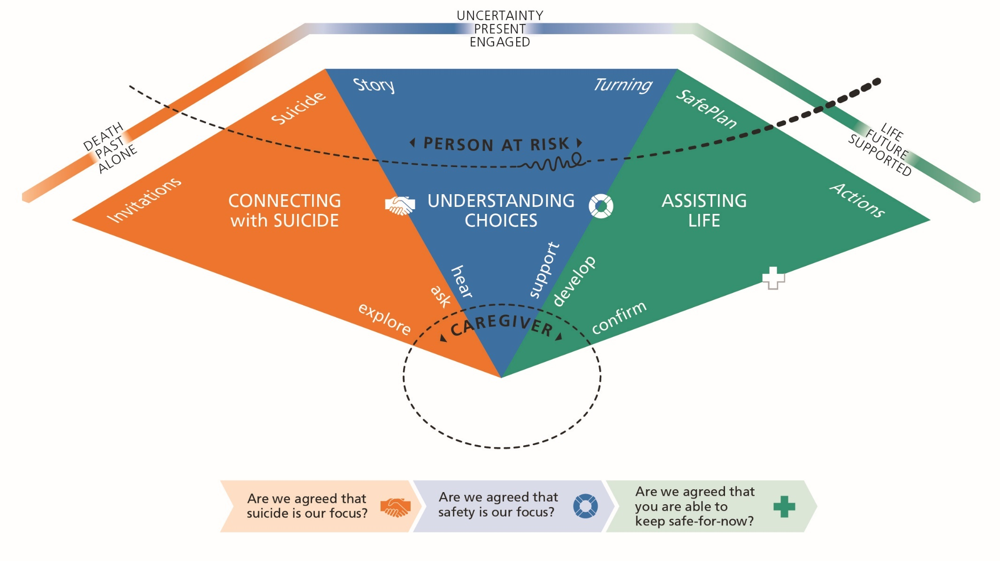 UNCERTAINTY
PRESENT
ENGAGED
DEATH
PAST
ALONE
LIFE
FUTURE
SUPPORTED
Invitations
Suicide
Story
Turning
SafePlan
Actions
PERSON AT RISK
CONNECTING
with SUICIDE
UNDERSTANDING
CHOICES
ASSISTING
LIFE
explore
ask
hear
support
develop
confirm
CAREGIVER
Are we agreed that
suicide is our focus?
Are we agreed that
safety is our focus?
Are we agreed that
you are able to
keep safe-for-now?